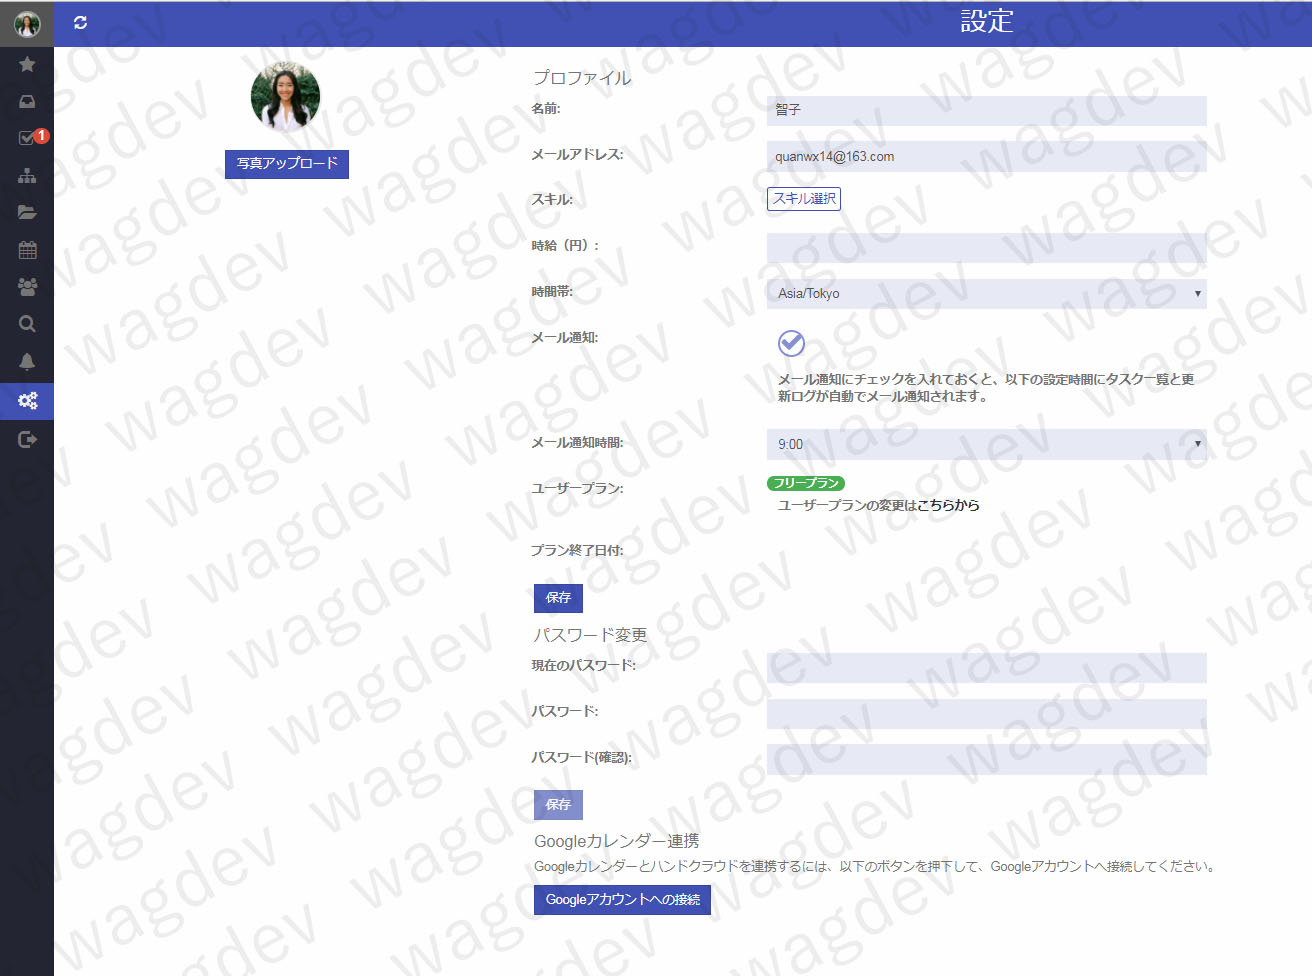 設定
1
写真アップロード
プロファイル
名前:
智子
メールアドレス:
quanwx14@163.com
スキル:
スキル選択
時給（円）:
時間帯:
Asia/Tokyo
メール通知:
メール通知にチェックを入れておくと、以下の設定時間にタスク一覧と更
新ログが自動でメール通知されます。
メール通知時間:
9:00
ユーザープラン:
フリープラン
ユーザープランの変更はこちらから
プラン終了日付:
保存
パスワード変更
現在のパスワード:
パスワード:
パスワード(確認):
保存
Googleカレンダー連携
Googleカレンダーとハンドクラウドを連携するには、以下のボタンを押下して、Googleアカウントへ接続してください。
Googleアカウントへの接続
wagdev